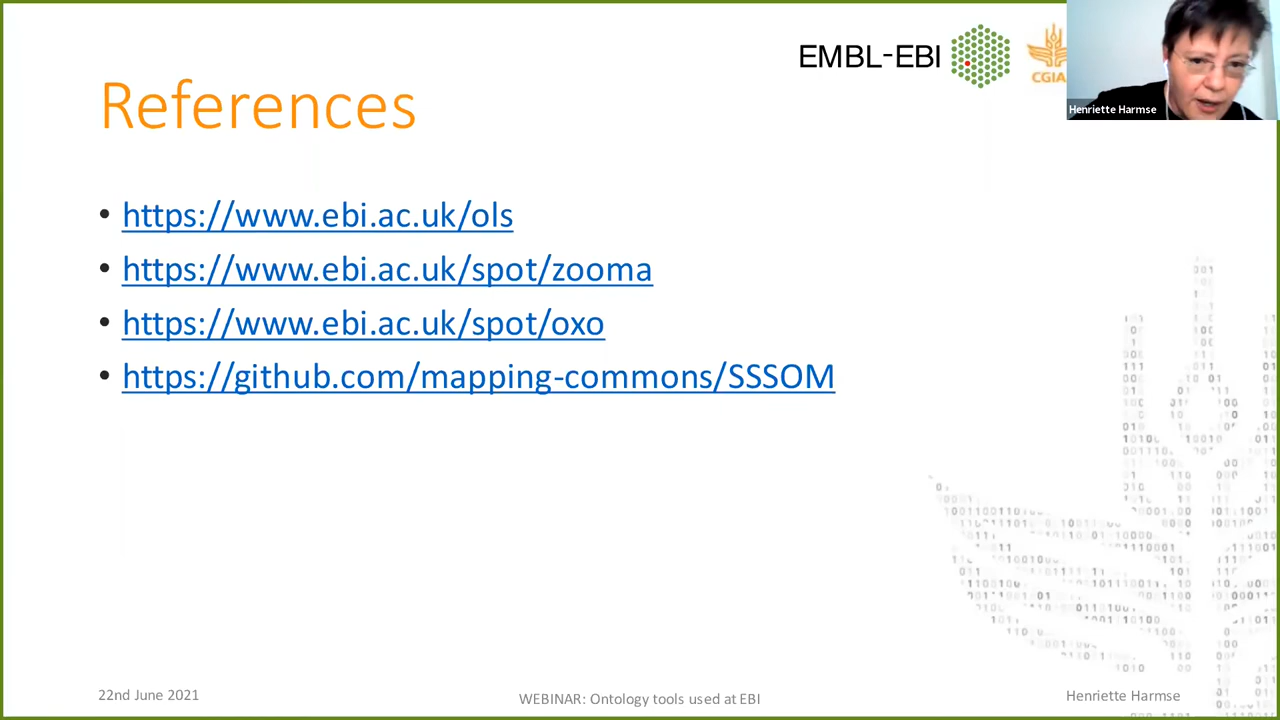 EMBL-EBI
CGIA
Henriette Harmse
References
• https://www.ebi.ac.uk/ols
• https://www.ebi.ac.uk/spot/zooma
• https://www.ebi.ac.uk/spot/oxo
• https://github.com/mapping-commons/SSSOM
22nd June 2021
WEBINAR: Ontology tools used at EBI
Henriette Harmse